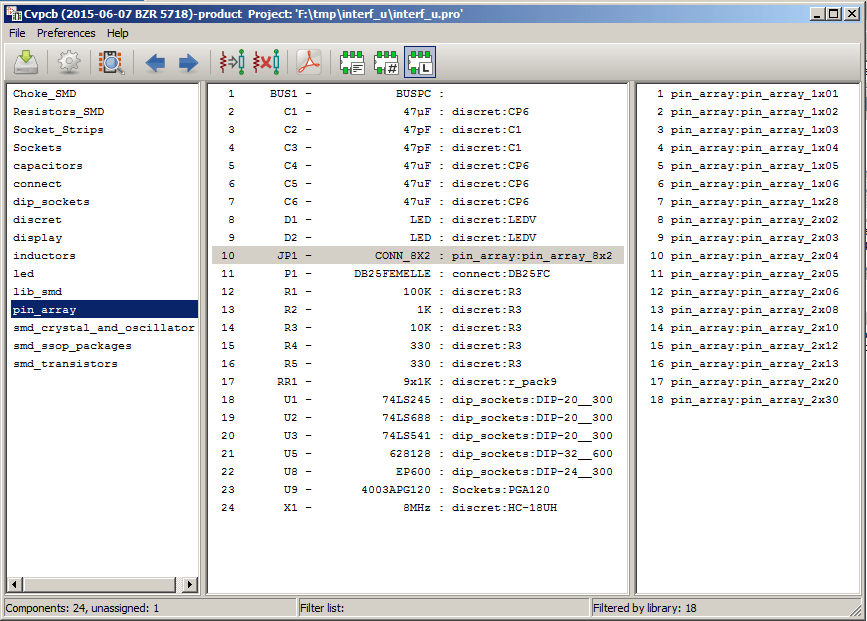 Cvpcb (2015-06-07 BZR 5718)-product  Project: 'F:\tmp\interf_u\interf_u.pro'
File Preferences Help
#
L
Choke_SMD
Resistors_SMD
Socket_Strips
Sockets
capacitors
connect
dip_sockets
discret
display
inductors
led
lib_smd
pin_array
smd_crystal_and_oscillator
smd_ssop_packages
smd_transistors
1 BUS1 - BUSPC :
2 C1 - 47µF : discret:CP6
3 C2 - 47pF : discret:C1
4 C3 - 47pF : discret:C1
5 C4 - 47uF : discret:CP6
6 C5 - 47uF : discret:CP6
7 C6 - 47uF : discret:CP6
8 D1 - LED : discret:LEDV
9 D2 - LED : discret:LEDV
10 JP1 - CONN_8X2 : pin_array:pin_array_8x2
11 P1 - DB25FEMELLE : connect:DB25FC
12 R1 - 100K : discret:R3
13 R2 - 1K : discret:R3
14 R3 - 10K : discret:R3
15 R4 - 330 : discret:R3
16 R5 - 330 : discret:R3
17 RR1 - 9x1K : discret:r_pack9
18 U1 - 74LS245 : dip_sockets:DIP-20__300
19 U2 - 74LS688 : dip_sockets:DIP-20__300
20 U3 - 74LS541 : dip_sockets:DIP-20__300
21 U5 - 628128 : dip_sockets:DIP-32__600
22 U8 - EP600 : dip_sockets:DIP-24__300
23 U9 - 4003APG120 : Sockets:PGA120
24 X1 - 8MHz : discret:HC-18UH
1 pin_array:pin_array_1x01
2 pin_array:pin_array_1x02
3 pin_array:pin_array_1x03
4 pin_array:pin_array_1x04
5 pin_array:pin_array_1x05
6 pin_array:pin_array_1x06
7 pin_array:pin_array_1x28
8 pin_array:pin_array_2x02
9 pin_array:pin_array_2x03
10 pin_array:pin_array_2x04
11 pin_array:pin_array_2x05
12 pin_array:pin_array_2x06
13 pin_array:pin_array_2x08
14 pin_array:pin_array_2x10
15 pin_array:pin_array_2x12
16 pin_array:pin_array_2x13
17 pin_array:pin_array_2x20
18 pin_array:pin_array_2x30
Components: 24, unassigned: 1
Filter list:
Filtered by library: 18